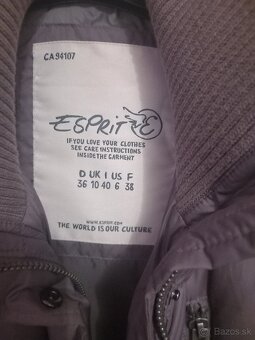 CA94107
ESPRIT E
IF YOU LOVE YOUR CLOTHES
SEE CARE INSTRUCTIONS
INSIDE THE GARMENT
D UK I US F
36 10 40 6 38
WWW.ESPRIT.COM
THE WORLD IS OUR CULTURE
Bazos.sk